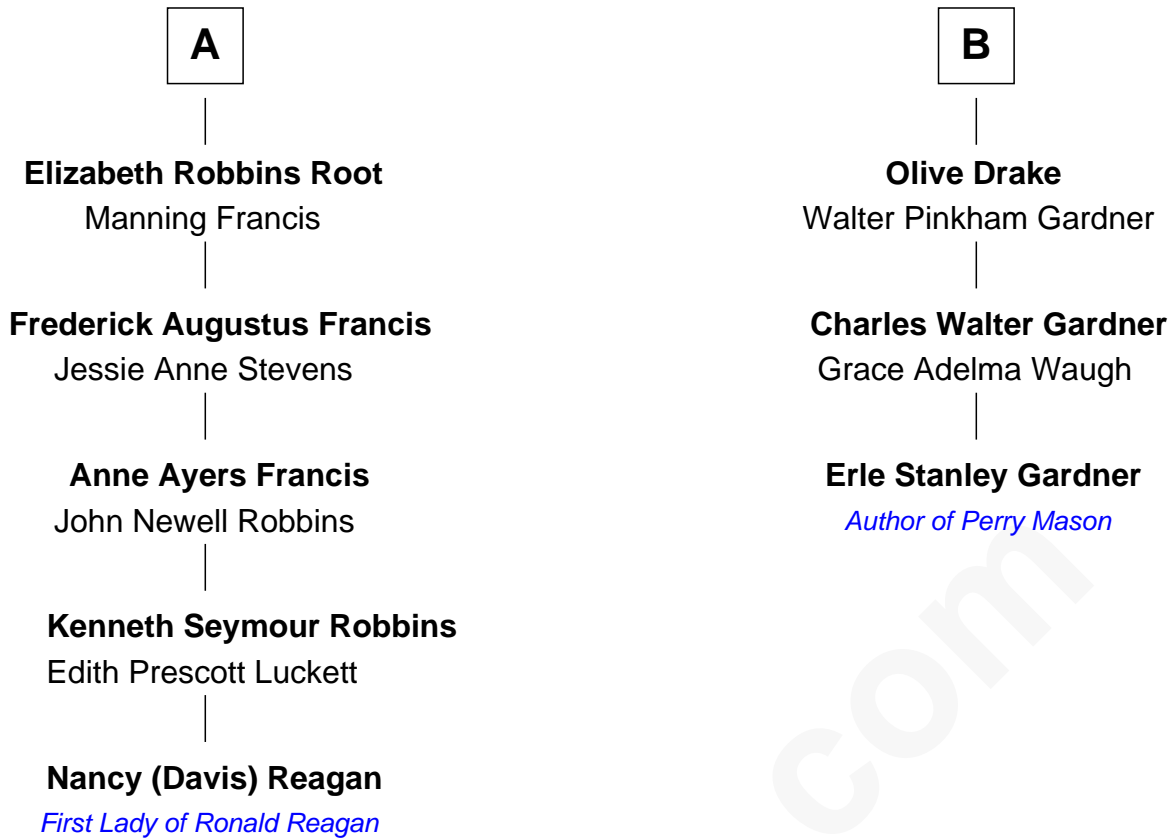 A
Elizabeth Robbins Root
Manning Francis
Frederick Augustus Francis
Jessie Anne Stevens
Anne Ayers Francis
John Newell Robbins
Kenneth Seymour Robbins
Edith Prescott Luckett
Nancy (Davis) Reagan
First Lady of Ronald Reagan
B
Olive Drake
Walter Pinkham Gardner
Charles Walter Gardner
Grace Adelma Waugh
Erle Stanley Gardner
Author of Perry Mason
com